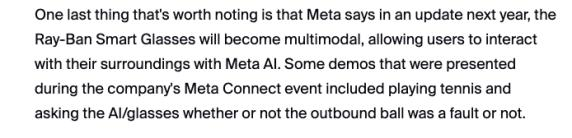 One last thing that's worth noting is that Meta says in an update next year, the
Ray-Ban Smart Glasses will become multimodal, allowing users to interact
with their surroundings with Meta AI. Some demos that were presented
during the company's Meta Connect event included playing tennis and
asking the AI/glasses whether or not the outbound ball was a fault or not.